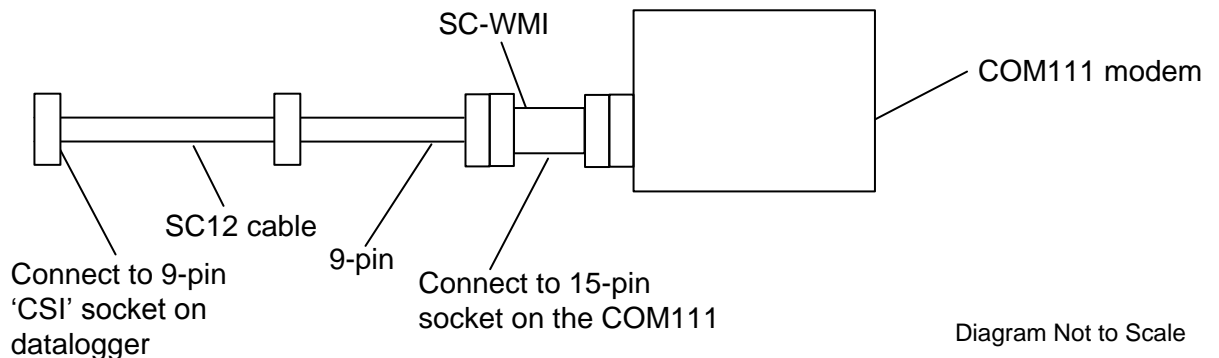 SC-WMI
COM111 modem
SC12 cable
9-pin
Connect to 9-pin
‘CSI’ socket on
datalogger
Connect to 15-pin
socket on the COM111
Diagram Not to Scale